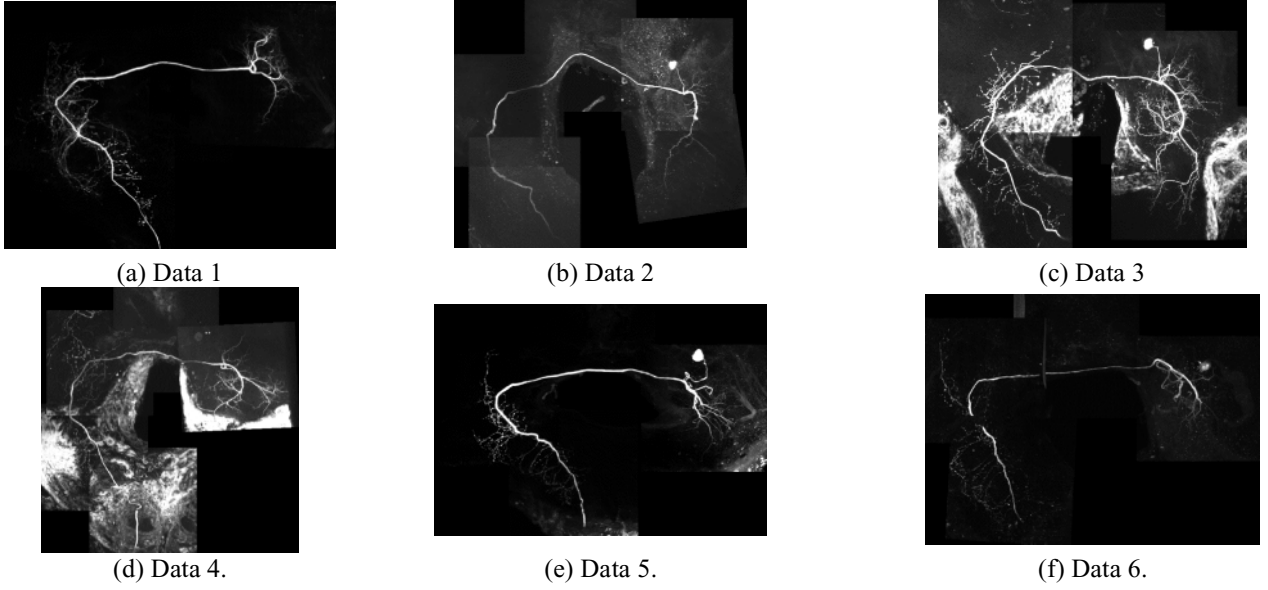 (a) Data 1
(b) Data 2
(c) Data 3
(d) Data 4.
(e) Data 5.
(f) Data 6.